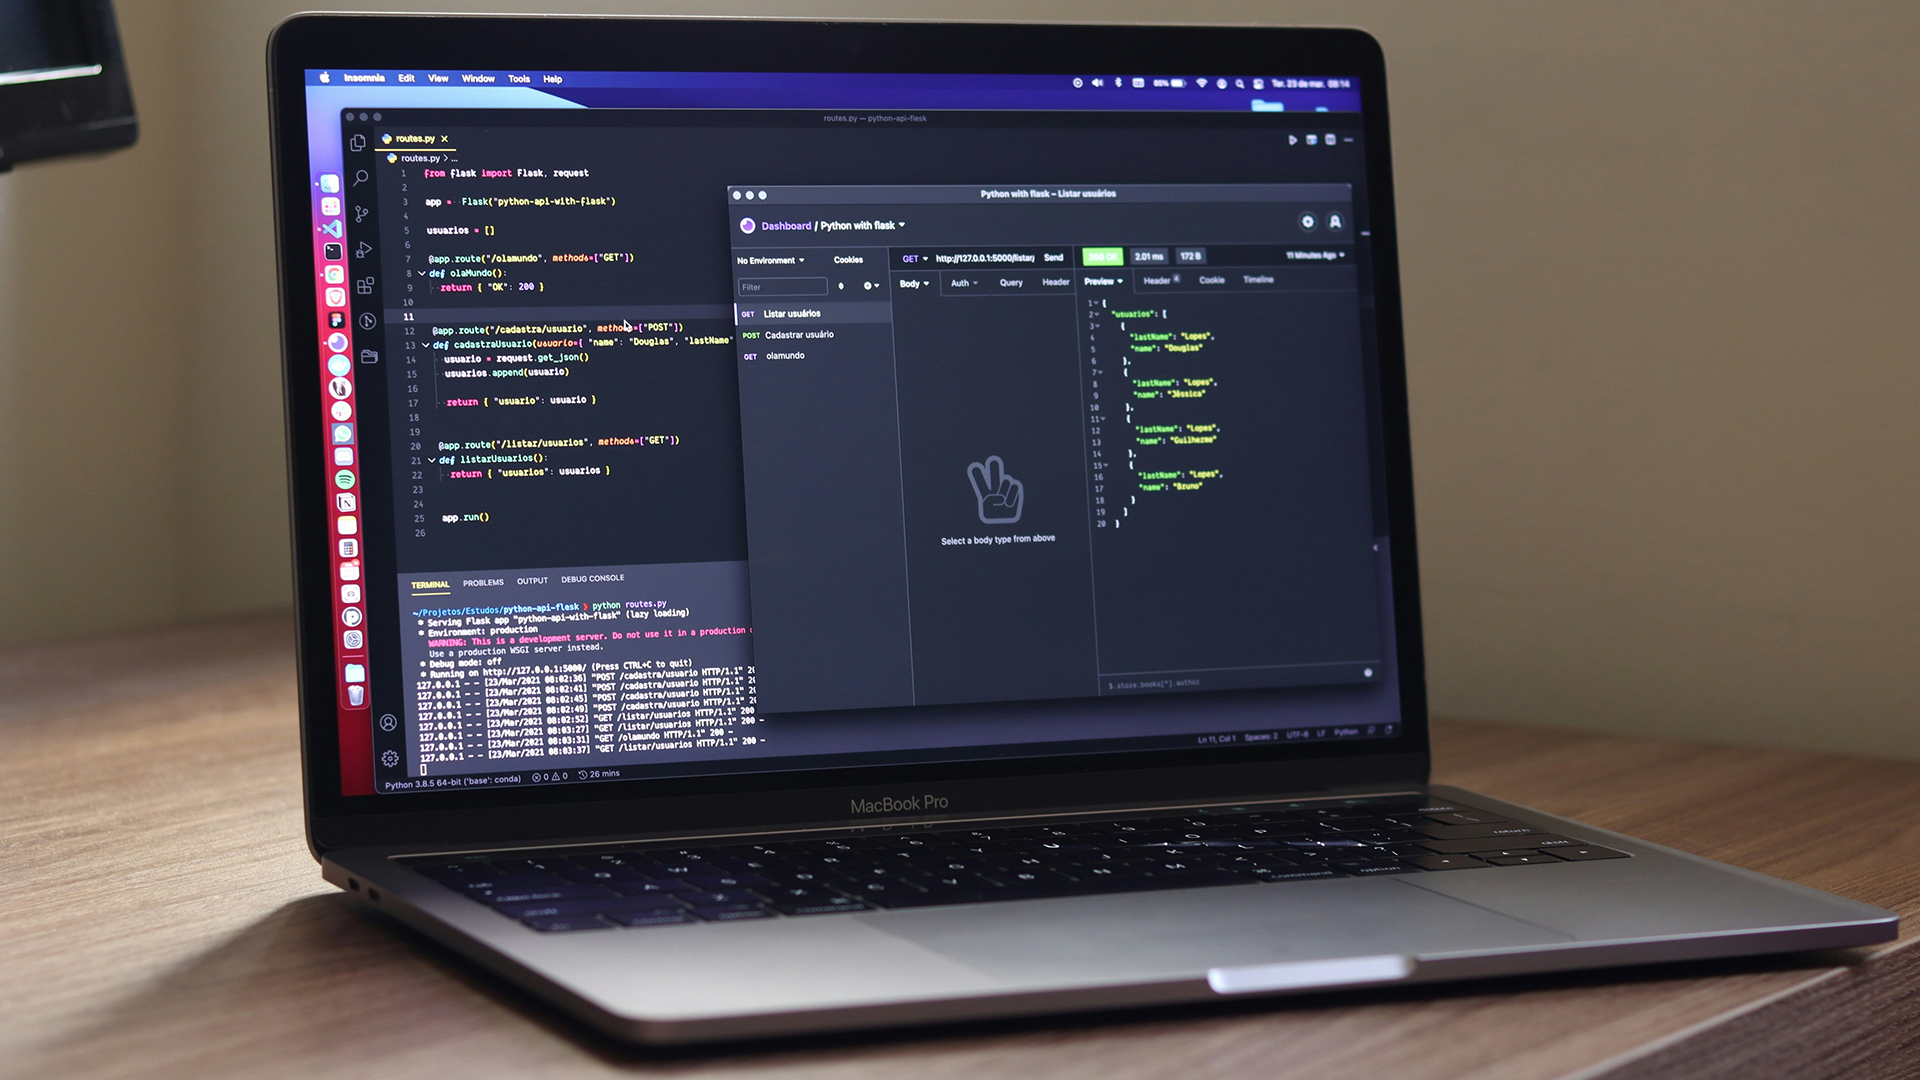 Insomnia Edit View Window Tools Help
Ter. 23 de mar. 08:14
routes.py — python-api-flesk
routes.py ×
routes.py > ...
1 from flask import Flask, request
2
3 app = Flask("python-api-with-flask")
4
5 usuarios = []
6
7 @app.route("/olamundo", methods=["GET"])
8 def olaMundo():
9 return { "OK": 200 }
10
11
12 @app.route("/cadastra/usuario", methods=["POST"])
13 def cadastraUsuario(usuario={ "name": "Douglas", "lastName"
14 usuario = request.get_json()
15 usuarios.append(usuario)
16
17 return { "usuario": usuario }
18
19
20 @app.route("/listar/usuarios", methods=["GET"])
21 def listarUsuarios():
22 return { "usuarios": usuarios }
23
24
25 app.run()
26
TERMINAL PROBLEMS OUTPUT DEBUG CONSOLE
~/Projetos/Estudos/python-api-flesk ❯ python routes.py
* Serving Flask app "python-api-with-flask" (lazy loading)
* Environment: production
WARNING: This is a development server. Do not use it in a production
Use a production WSGI server instead.
* Debug mode: off
* Running on http://127.0.0.1:5000/ (Press CTRL+C to quit)
127.0.0.1 - - [23/Mar/2021 08:02:36] "POST /cadastra/usuario HTTP/1.1" 20
127.0.0.1 - - [23/Mar/2021 08:02:41] "POST /cadastra/usuario HTTP/1.1" 20
127.0.0.1 - - [23/Mar/2021 08:02:45] "POST /cadastra/usuario HTTP/1.1" 20
127.0.0.1 - - [23/Mar/2021 08:02:49] "POST /cadastra/usuario HTTP/1.1" 20
127.0.0.1 - - [23/Mar/2021 08:02:52] "GET /listar/usuarios HTTP/1.1" 200 -
127.0.0.1 - - [23/Mar/2021 08:03:27] "GET /listar/usuarios HTTP/1.1" 200 -
127.0.0.1 - - [23/Mar/2021 08:03:31] "GET /olamundo HTTP/1.1" 200 -
127.0.0.1 - - [23/Mar/2021 08:03:37] "GET /listar/usuarios HTTP/1.1" 200 -
Python 3.8.5 64-bit ('base': conda) 0 0 26 mins
Ln 11, Col 1 Spaces: 2 UTF-8 LF Python
Python with flask – Listar usuários
Dashboard / Python with flask
No Environment Cookies
Filter
GET Listar usuários
POST Cadastrar usuário
GET olamundo
GET http://127.0.0.1:5000/listar/ Send
Body Auth Query Header
Select a body type from above
200 OK 2.01 ms 172 B 11 Minutes Ago
Preview Header 4 Cookie Timeline
1 {
2 "usuarios": [
3 {
4 "lastName": "Lopes",
5 "name": "Douglas"
6 },
7 {
8 "lastName": "Lopes",
9 "name": "Jéssica"
10 },
11 {
12 "lastName": "Lopes",
13 "name": "Guilherme"
14 },
15 {
16 "lastName": "Lopes",
17 "name": "Bruno"
18 }
19 ]
20 }
$.store.books[*].author
MacBook Pro
return
shift
command option